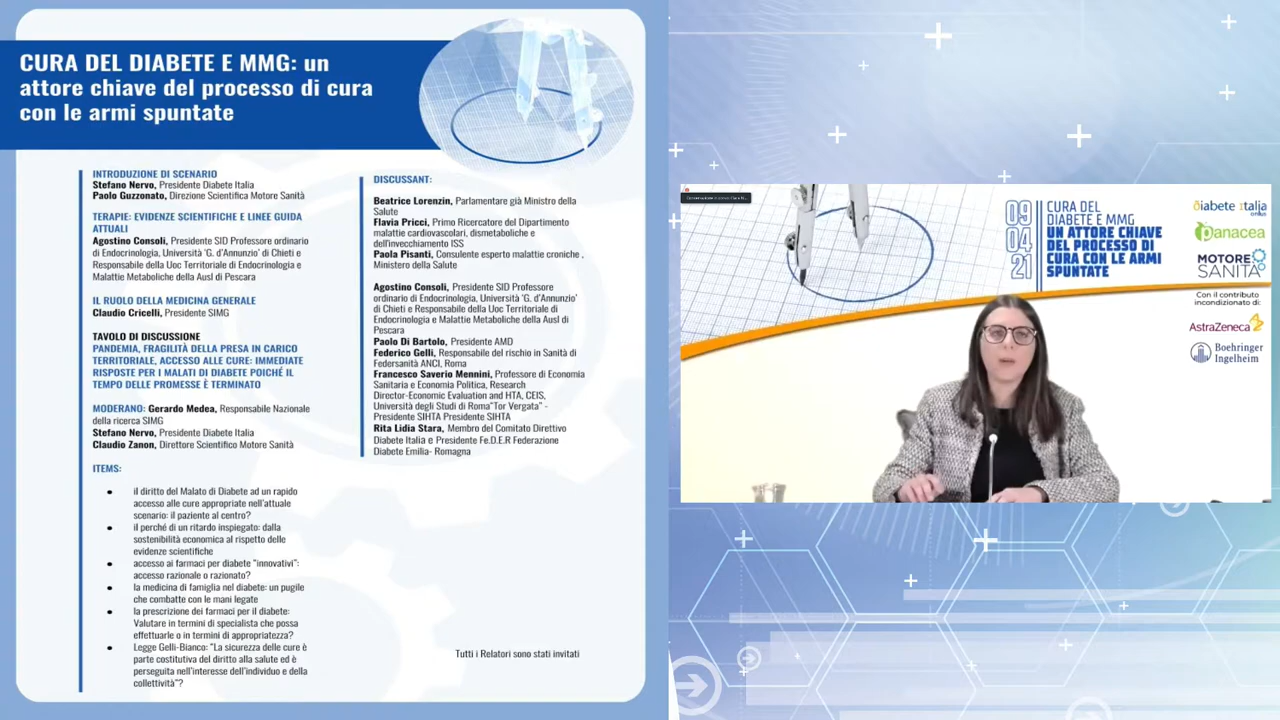 CURA DEL DIABETE E MMG: un
attore chiave del processo di cura
con le armi spuntate
INTRODUZIONE DI SCENARIO
Stefano Nervo, Presidente Diabete Italia
Paolo Guzzonato, Direzione Scientifica Motore Sanità
TERAPIE: EVIDENZE SCIENTIFICHE E LINEE GUIDA
ATTUALI
Agostino Consoli, Presidente SID Professore ordinario
di Endocrinologia, Università 'G. d'Annunzio' di Chieti e
Responsabile della Uoc Territoriale di Endocrinologia e
Malattie Metaboliche della Ausl di Pescara
IL RUOLO DELLA MEDICINA GENERALE
Claudio Cricelli, Presidente SIMG
TAVOLO DI DISCUSSIONE
PANDEMIA, FRAGILITÀ DELLA PRESA IN CARICO
TERRITORIALE, ACCESSO ALLE CURE: IMMEDIATE
RISPOSTE PER I MALATI DI DIABETE POICHÉ IL
TEMPO DELLE PROMESSE È TERMINATO
MODERANO: Gerardo Medea, Responsabile Nazionale
della ricerca SIMG
Stefano Nervo, Presidente Diabete Italia
Claudio Zanon, Direttore Scientifico Motore Sanità
ITEMS:
• il diritto del Malato di Diabete ad un rapido
accesso alle cure appropriate nell'attuale
scenario: il paziente al centro?
• il perché di un ritardo inspiegato: dalla
sostenibilità economica al rispetto delle
evidenze scientifiche
• accesso ai farmaci per diabete "innovativi":
accesso razionale o razionato?
• la medicina di famiglia nel diabete: un pugile
che combatte con le mani legate
• la prescrizione dei farmaci per il diabete:
Valutare in termini di specialista che possa
effettuarle o in termini di appropriatezza?
• Legge Gelli-Bianco: "La sicurezza delle cure è
parte costitutiva del diritto alla salute ed è
perseguita nell'interesse dell'individuo e della
collettività"?
DISCUSSANT:
Beatrice Lorenzin, Parlamentare già Ministro della
Salute
Flavia Pricci, Primo Ricercatore del Dipartimento
malattie cardiovascolari, dismetaboliche e
dell'invecchiamento ISS
Paola Pisanti, Consulente esperto malattie croniche ,
Ministero della Salute
Agostino Consoli, Presidente SID Professore
ordinario di Endocrinologia, Università 'G. d'Annunzio'
di Chieti e Responsabile della Uoc Territoriale di
Endocrinologia e Malattie Metaboliche della Ausl di
Pescara
Paolo Di Bartolo, Presidente AMD
Federico Gelli, Responsabile del rischio in Sanità di
Federsanità ANCI, Roma
Francesco Saverio Mennini, Professore di Economia
Sanitaria e Economia Politica, Research
Director-Economic Evaluation and HTA, CEIS,
Università degli Studi di Roma"Tor Vergata" -
Presidente SIHTA Presidente SIHTA
Rita Lidia Stara, Membro del Comitato Direttivo
Diabete Italia e Presidente Fe.D.E.R Federazione
Diabete Emilia- Romagna
Tutti i Relatori sono stati invitati
09
04
21
CURA DEL
DIABETE E MMG
UN ATTORE CHIAVE
DEL PROCESSO DI
CURA CON LE ARMI
SPUNTATE
diabete italia
onlus
panacea
MOTORE
SANITÀ
Con il contributo
incondizionato di:
AstraZeneca
Boehringer
Ingelheim